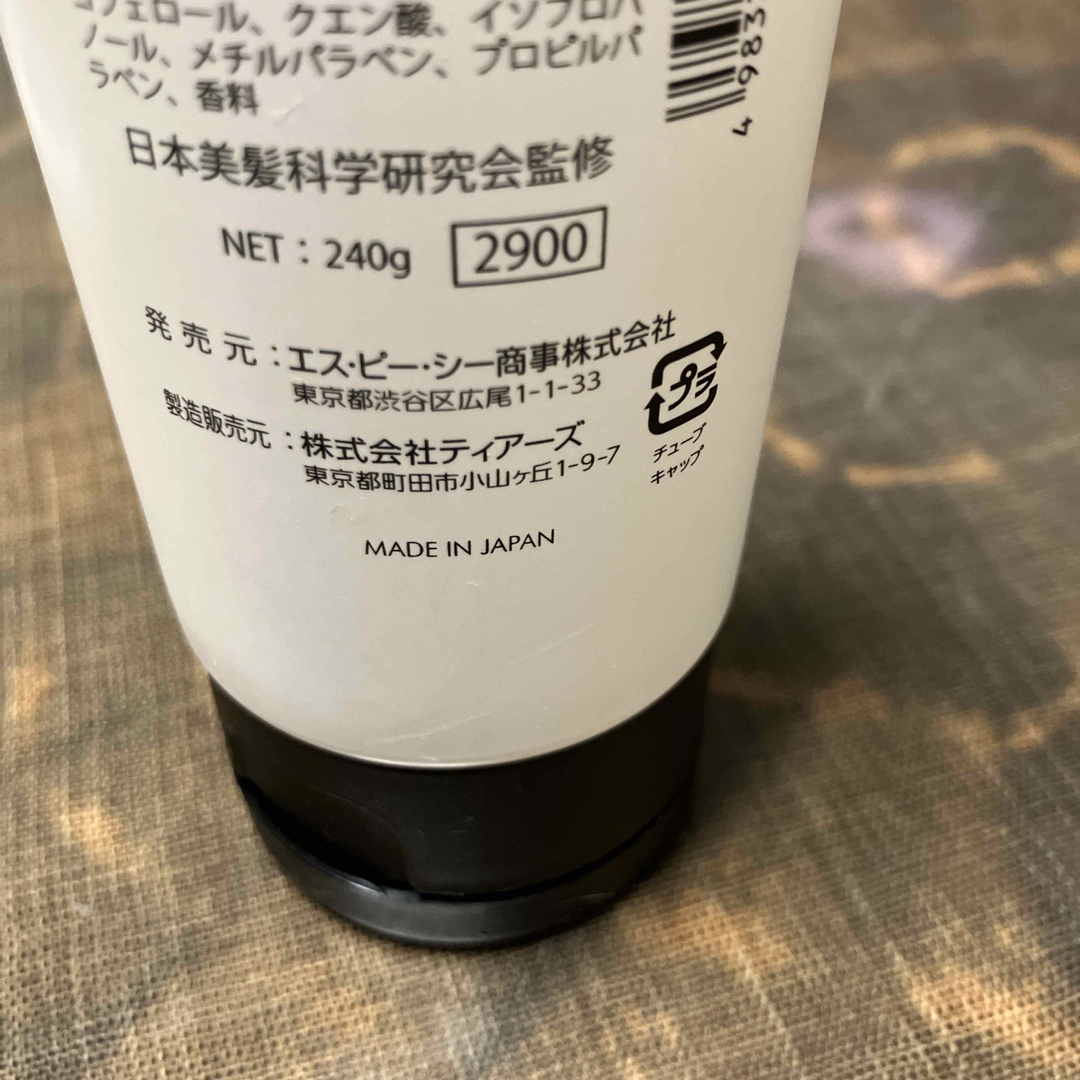 コフェロール、クエン酸、イソプロパ
ノール、メチルパラベン、プロピルパ
ラベン、香料
日本美髪科学研究会監修
NET：240g 2900
発売元：エス・ピー・シー商事株式会社
東京都渋谷区広尾1-1-33
製造販売元：株式会社ティアーズ
東京都町田市小山ヶ丘1-9-7
プラ
チューブ
キャップ
MADE IN JAPAN
4 983